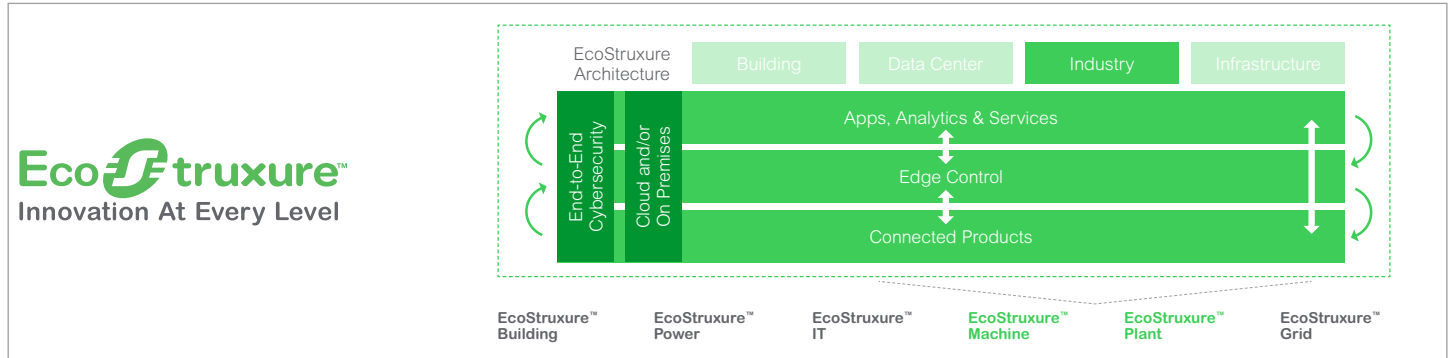 EcoStruxure™
Innovation At Every Level
EcoStruxure
Architecture
Building
Data Center
Industry
Infrastructure
End-to-End
Cybersecurity
Cloud and/or
On Premises
Apps, Analytics & Services
Edge Control
Connected Products
EcoStruxure™
Building
EcoStruxure™
Power
EcoStruxure™
IT
EcoStruxure™
Machine
EcoStruxure™
Plant
EcoStruxure™
Grid